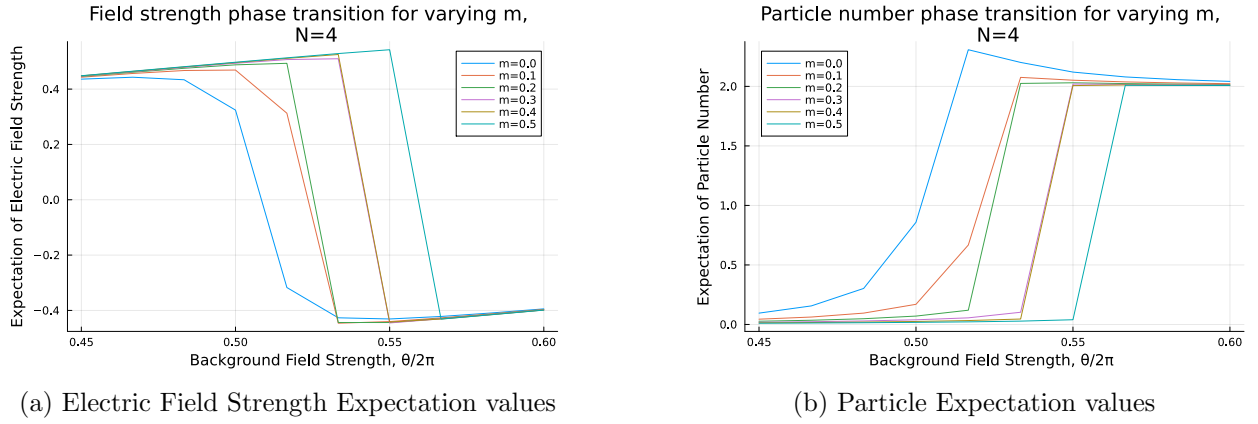 Field strength phase transition for varying m,
N=4
Expectation of Electric Field Strength
0.4
0.2
0.0
−0.2
−0.4
m=0.0
m=0.1
m=0.2
m=0.3
m=0.4
m=0.5
0.45
0.50
0.55
0.60
Background Field Strength, θ/2π
(a) Electric Field Strength Expectation values
Particle number phase transition for varying m,
N=4
Expectation of Particle Number
2.0
1.5
1.0
0.5
0.0
m=0.0
m=0.1
m=0.2
m=0.3
m=0.4
m=0.5
0.45
0.50
0.55
0.60
Background Field Strength, θ/2π
(b) Particle Expectation values